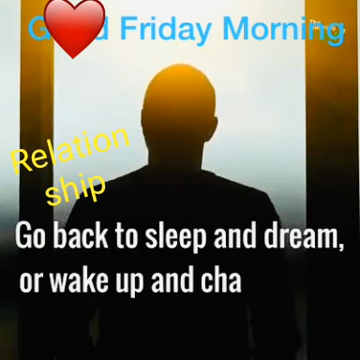 G d Friday Morning
Relation
ship
Go back to sleep and dream,
or wake up and cha